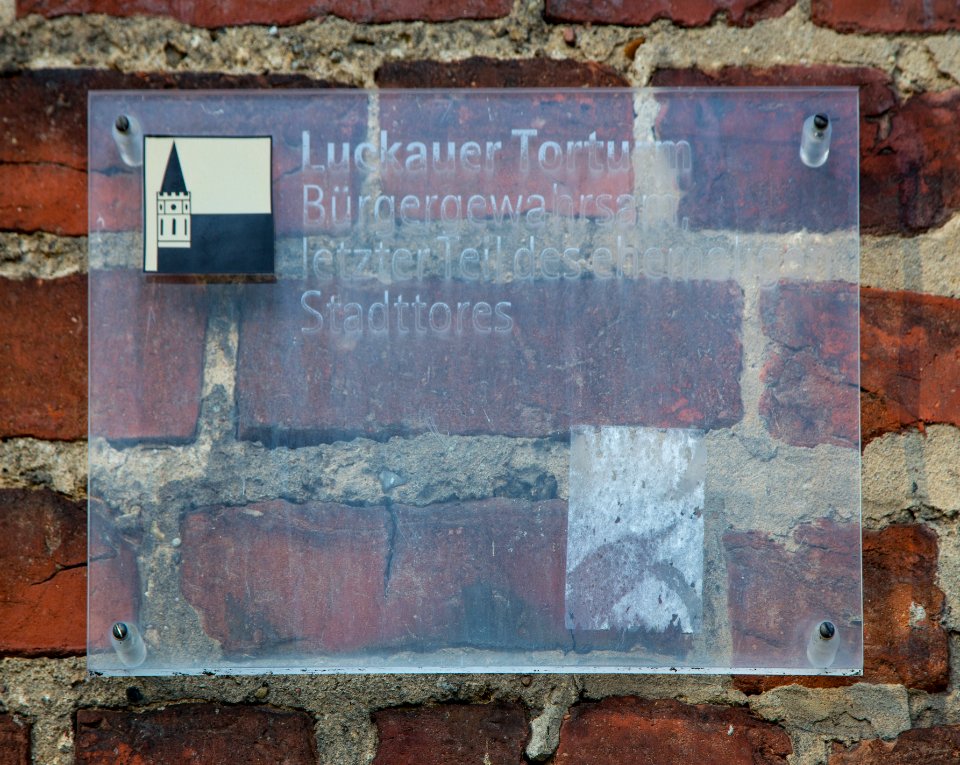 Luckauer Torturm
Bürgergewahrsam,
letzter Teil des ehemaligen
Stadttores